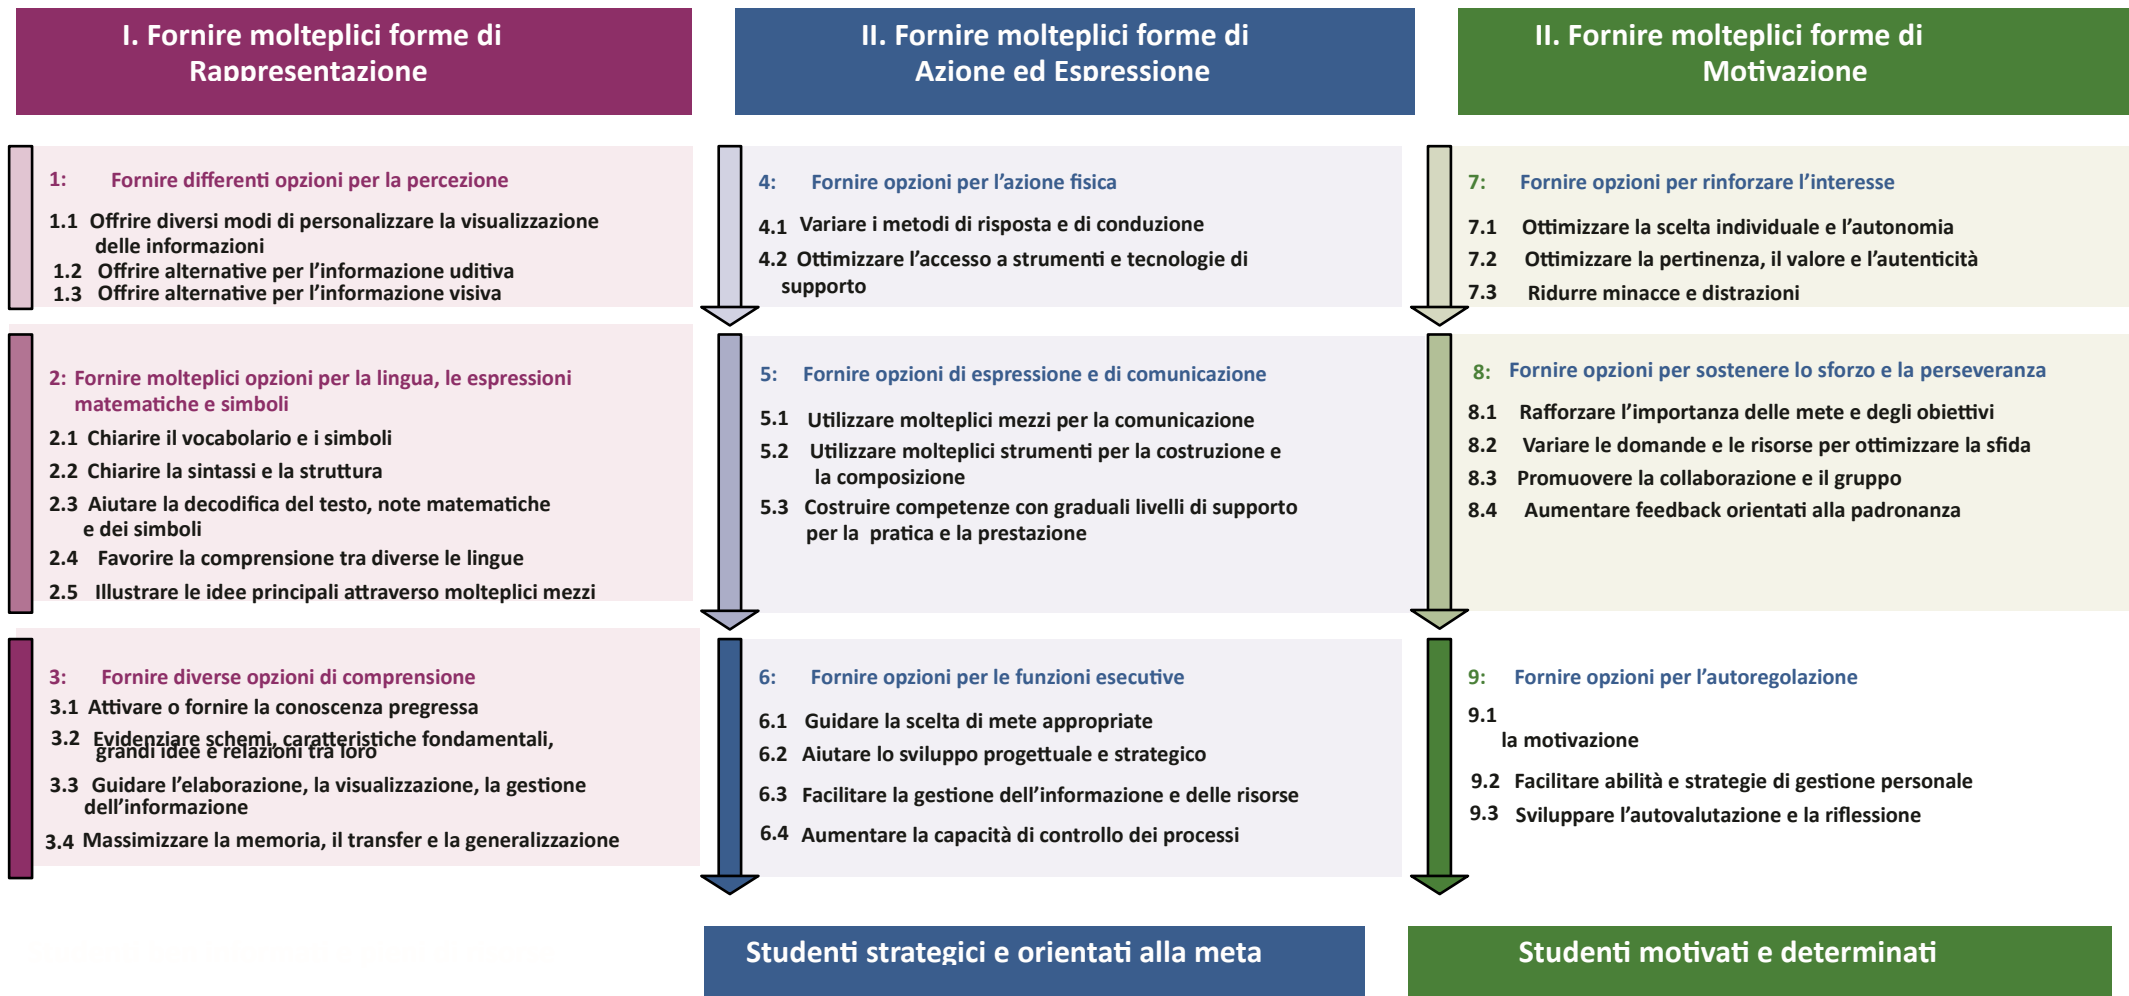 I. Fornire molteplici forme di
Rappresentazione
1: Fornire differenti opzioni per la percezione
1.1 Offrire diversi modi di personalizzare la visualizzazione
delle informazioni
1.2 Offrire alternative per l’informazione uditiva
1.3 Offrire alternative per l’informazione visiva
2: Fornire molteplici opzioni per la lingua, le espressioni
matematiche e simboli
2.1 Chiarire il vocabolario e i simboli
2.2 Chiarire la sintassi e la struttura
2.3 Aiutare la decodifica del testo, note matematiche
e dei simboli
2.4 Favorire la comprensione tra diverse le lingue
2.5 Illustrare le idee principali attraverso molteplici mezzi
3: Fornire diverse opzioni di comprensione
3.1 Attivare o fornire la conoscenza pregressa
3.2 Evidenziare schemi, caratteristiche fondamentali,
grandi idee e relazioni tra loro
3.3 Guidare l’elaborazione, la visualizzazione, la gestione
dell’informazione
3.4 Massimizzare la memoria, il transfer e la generalizzazione
II. Fornire molteplici forme di
Azione ed Espressione
4: Fornire opzioni per l’azione fisica
4.1 Variare i metodi di risposta e di conduzione
4.2 Ottimizzare l’accesso a strumenti e tecnologie di
supporto
5: Fornire opzioni di espressione e di comunicazione
5.1 Utilizzare molteplici mezzi per la comunicazione
5.2 Utilizzare molteplici strumenti per la costruzione e
la composizione
5.3 Costruire competenze con graduali livelli di supporto
per la pratica e la prestazione
6: Fornire opzioni per le funzioni esecutive
6.1 Guidare la scelta di mete appropriate
6.2 Aiutare lo sviluppo progettuale e strategico
6.3 Facilitare la gestione dell’informazione e delle risorse
6.4 Aumentare la capacità di controllo dei processi
Studenti strategici e orientati alla meta
II. Fornire molteplici forme di
Motivazione
7: Fornire opzioni per rinforzare l’interesse
7.1 Ottimizzare la scelta individuale e l’autonomia
7.2 Ottimizzare la pertinenza, il valore e l’autenticità
7.3 Ridurre minacce e distrazioni
8: Fornire opzioni per sostenere lo sforzo e la perseveranza
8.1 Rafforzare l’importanza delle mete e degli obiettivi
8.2 Variare le domande e le risorse per ottimizzare la sfida
8.3 Promuovere la collaborazione e il gruppo
8.4 Aumentare feedback orientati alla padronanza
9: Fornire opzioni per l’autoregolazione
9.1
la motivazione
9.2 Facilitare abilità e strategie di gestione personale
9.3 Sviluppare l’autovalutazione e la riflessione
Studenti motivati e determinati